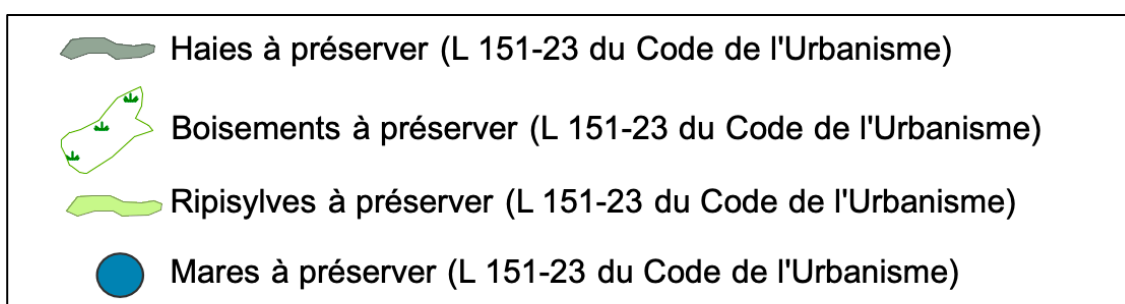 Haies à préserver (L 151-23 du Code de l'Urbanisme)
Boisements à préserver (L 151-23 du Code de l'Urbanisme)
Ripisylves à préserver (L 151-23 du Code de l'Urbanisme)
Mares à préserver (L 151-23 du Code de l'Urbanisme)